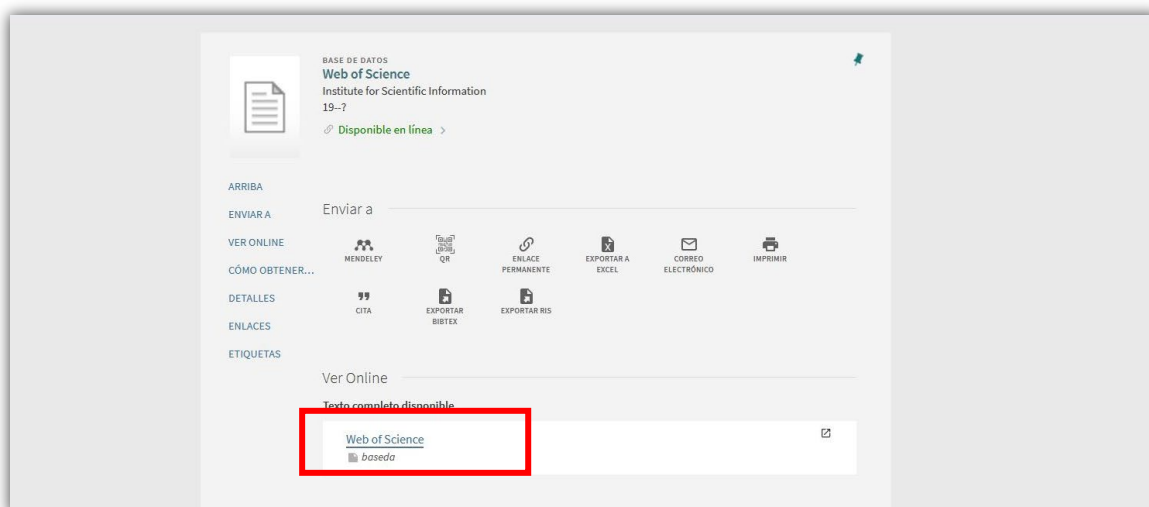 BASE DE DATOS
Web of Science
Institute for Scientific Information
19--?
Disponible en línea
ARRIBA
ENVIAR A
VER ONLINE
CÓMO OBTENER...
DETALLES
ENLACES
ETIQUETAS
Enviar a
MENDELEY
QR
ENLACE
PERMANENTE
EXPORTAR A
EXCEL
CORREO
ELECTRÓNICO
IMPRIMIR
CITA
EXPORTAR
BIBTEX
EXPORTAR RIS
Ver Online
Texto completo disponible
Web of Science
baseda